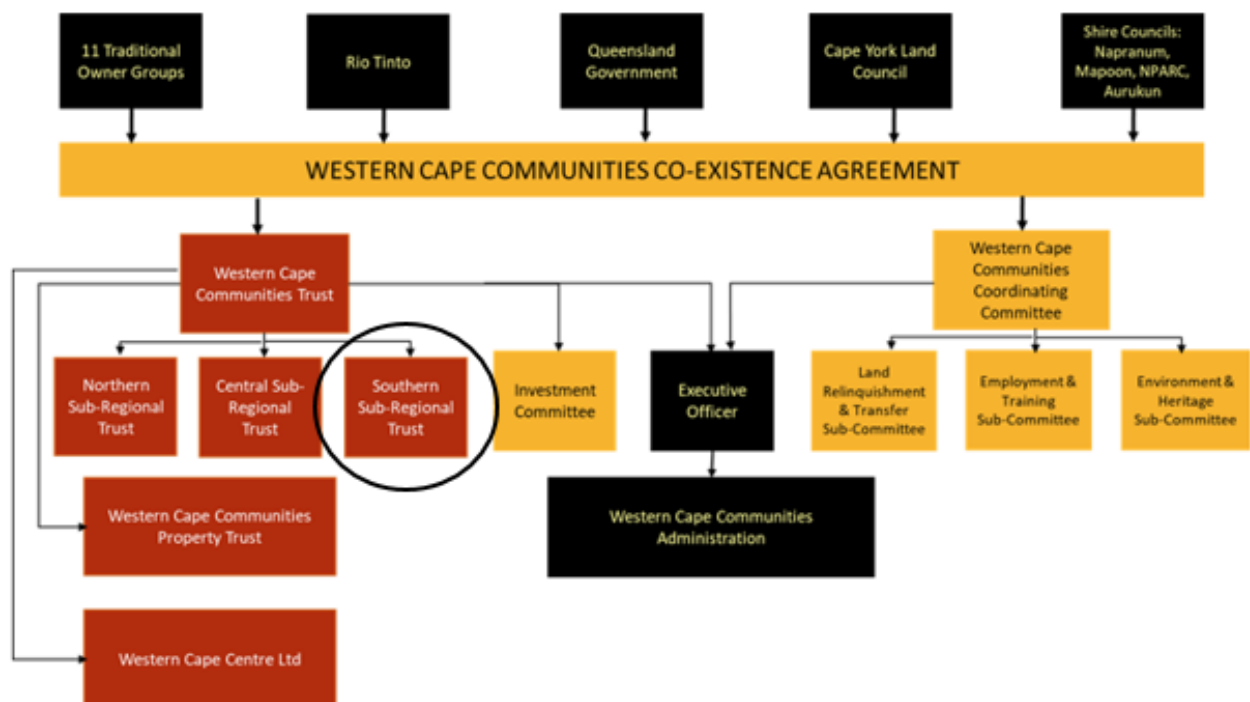 11 Traditional
Owner Groups
Rio Tinto
Queensland
Government
Cape York Land
Council
Shire Councils:
Napranum,
Mapoon, NPARC,
Aurukun
WESTERN CAPE COMMUNITIES CO-EXISTENCE AGREEMENT
Western Cape
Communities Trust
Western Cape
Communities
Coordinating
Committee
Northern
Sub-Regional
Trust
Central Sub-
Regional
Trust
Southern
Sub-Regional
Trust
Investment
Committee
Executive
Officer
Land
Relinquishment
& Transfer
Sub-Committee
Employment &
Training
Sub-Committee
Environment &
Heritage
Sub-Committee
Western Cape Communities
Property Trust
Western Cape Communities
Administration
Western Cape Centre Ltd